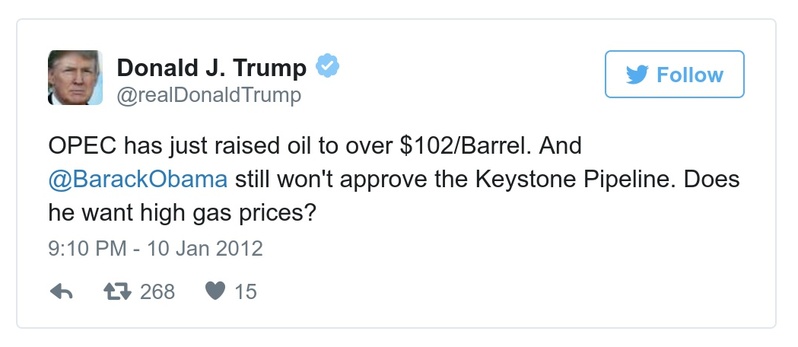 Donald J. Trump
@realDonaldTrump
Follow
OPEC has just raised oil to over $102/Barrel. And
@BarackObama still won't approve the Keystone Pipeline. Does
he want high gas prices?
9:10 PM - 10 Jan 2012
268 15